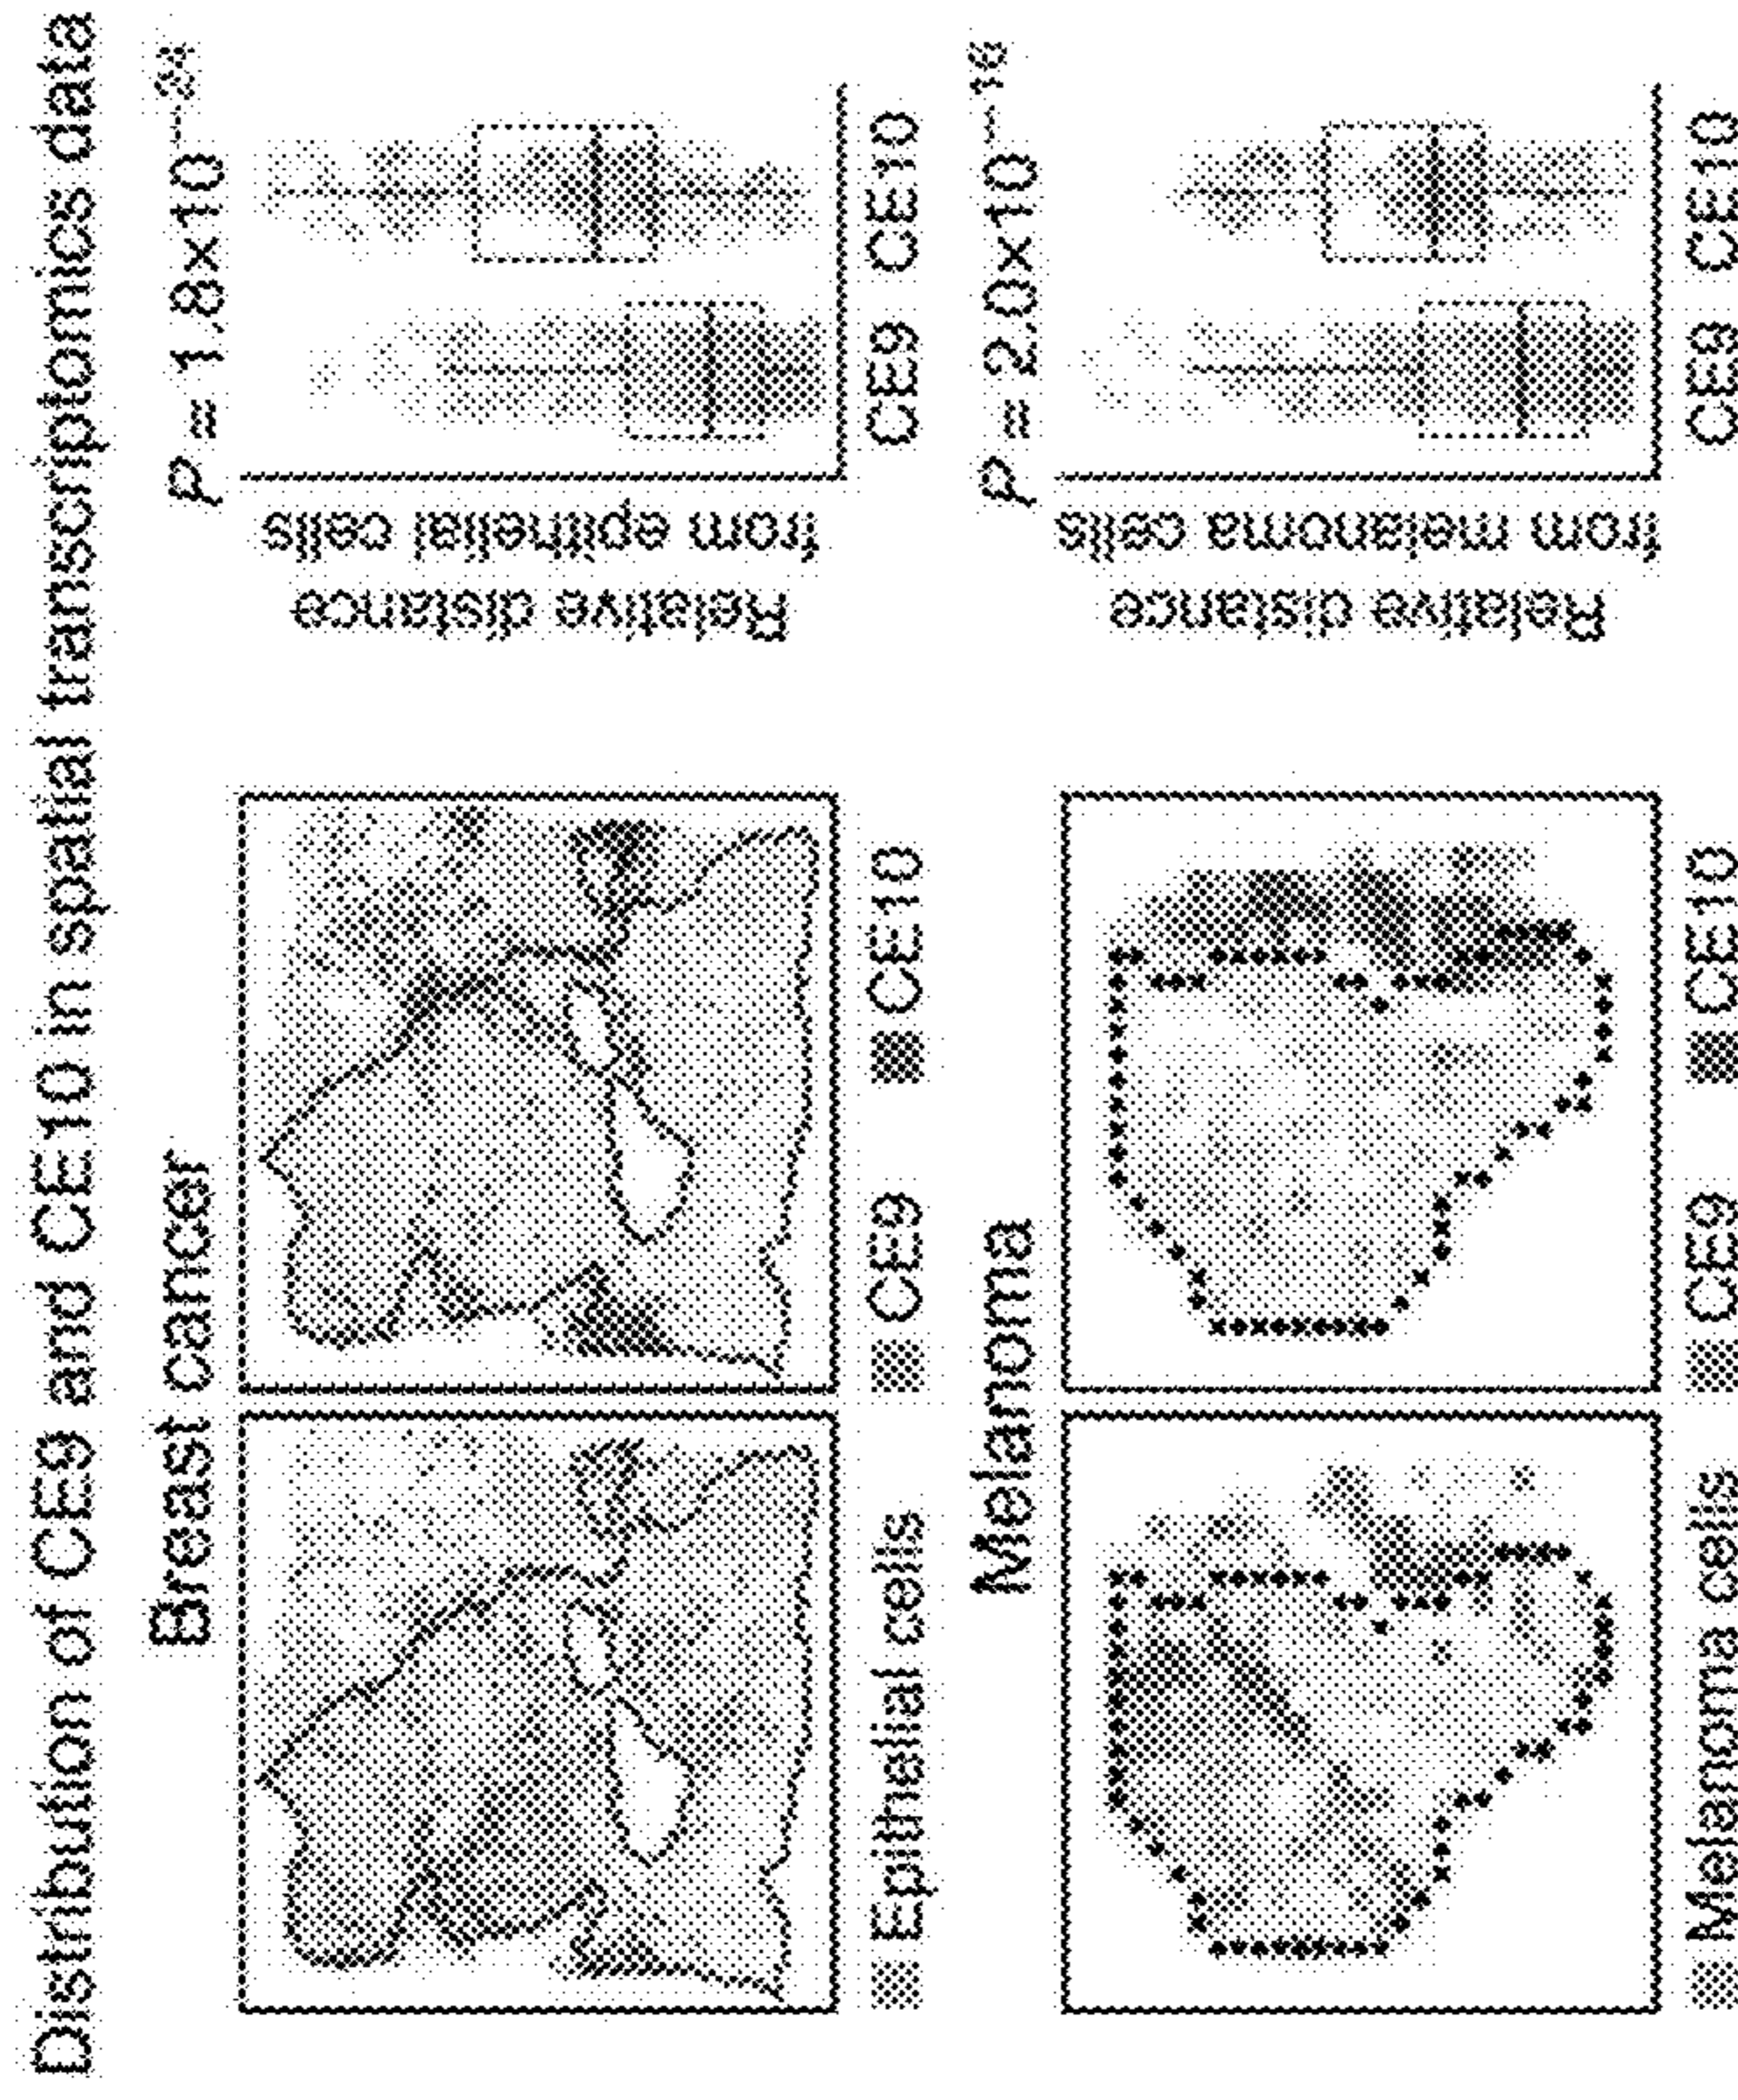 Distribution of CE9 and CE10 in spatial transcriptomics data
Breast cancer
Epithelial cells
CE9
CE10
P = 1.8×10−24
Relative distance
from epithelial cells
CE9
CE10
Melanoma
Melanoma cells
CE9
CE10
P = 2.0×10−16
Relative distance
from melanoma cells
CE9
CE10